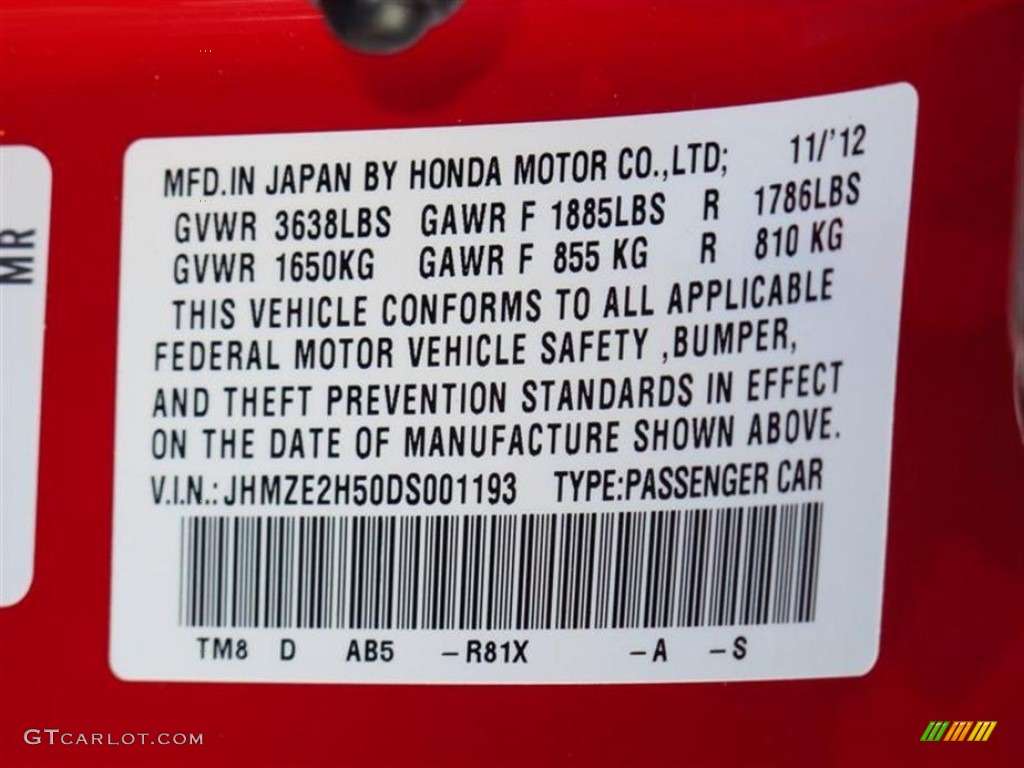 MFD.IN JAPAN BY HONDA MOTOR CO.,LTD; 11/'12
GVWR 3638LBS GAWR F 1885LBS R 1786LBS
GVWR 1650KG GAWR F 855 KG R 810 KG
THIS VEHICLE CONFORMS TO ALL APPLICABLE
FEDERAL MOTOR VEHICLE SAFETY ,BUMPER,
AND THEFT PREVENTION STANDARDS IN EFFECT
ON THE DATE OF MANUFACTURE SHOWN ABOVE.
V.I.N.: JHMZE2H50DS001193 TYPE:PASSENGER CAR
TM8 D AB5 -R81X -A -S
MR
GTCARLOT.COM